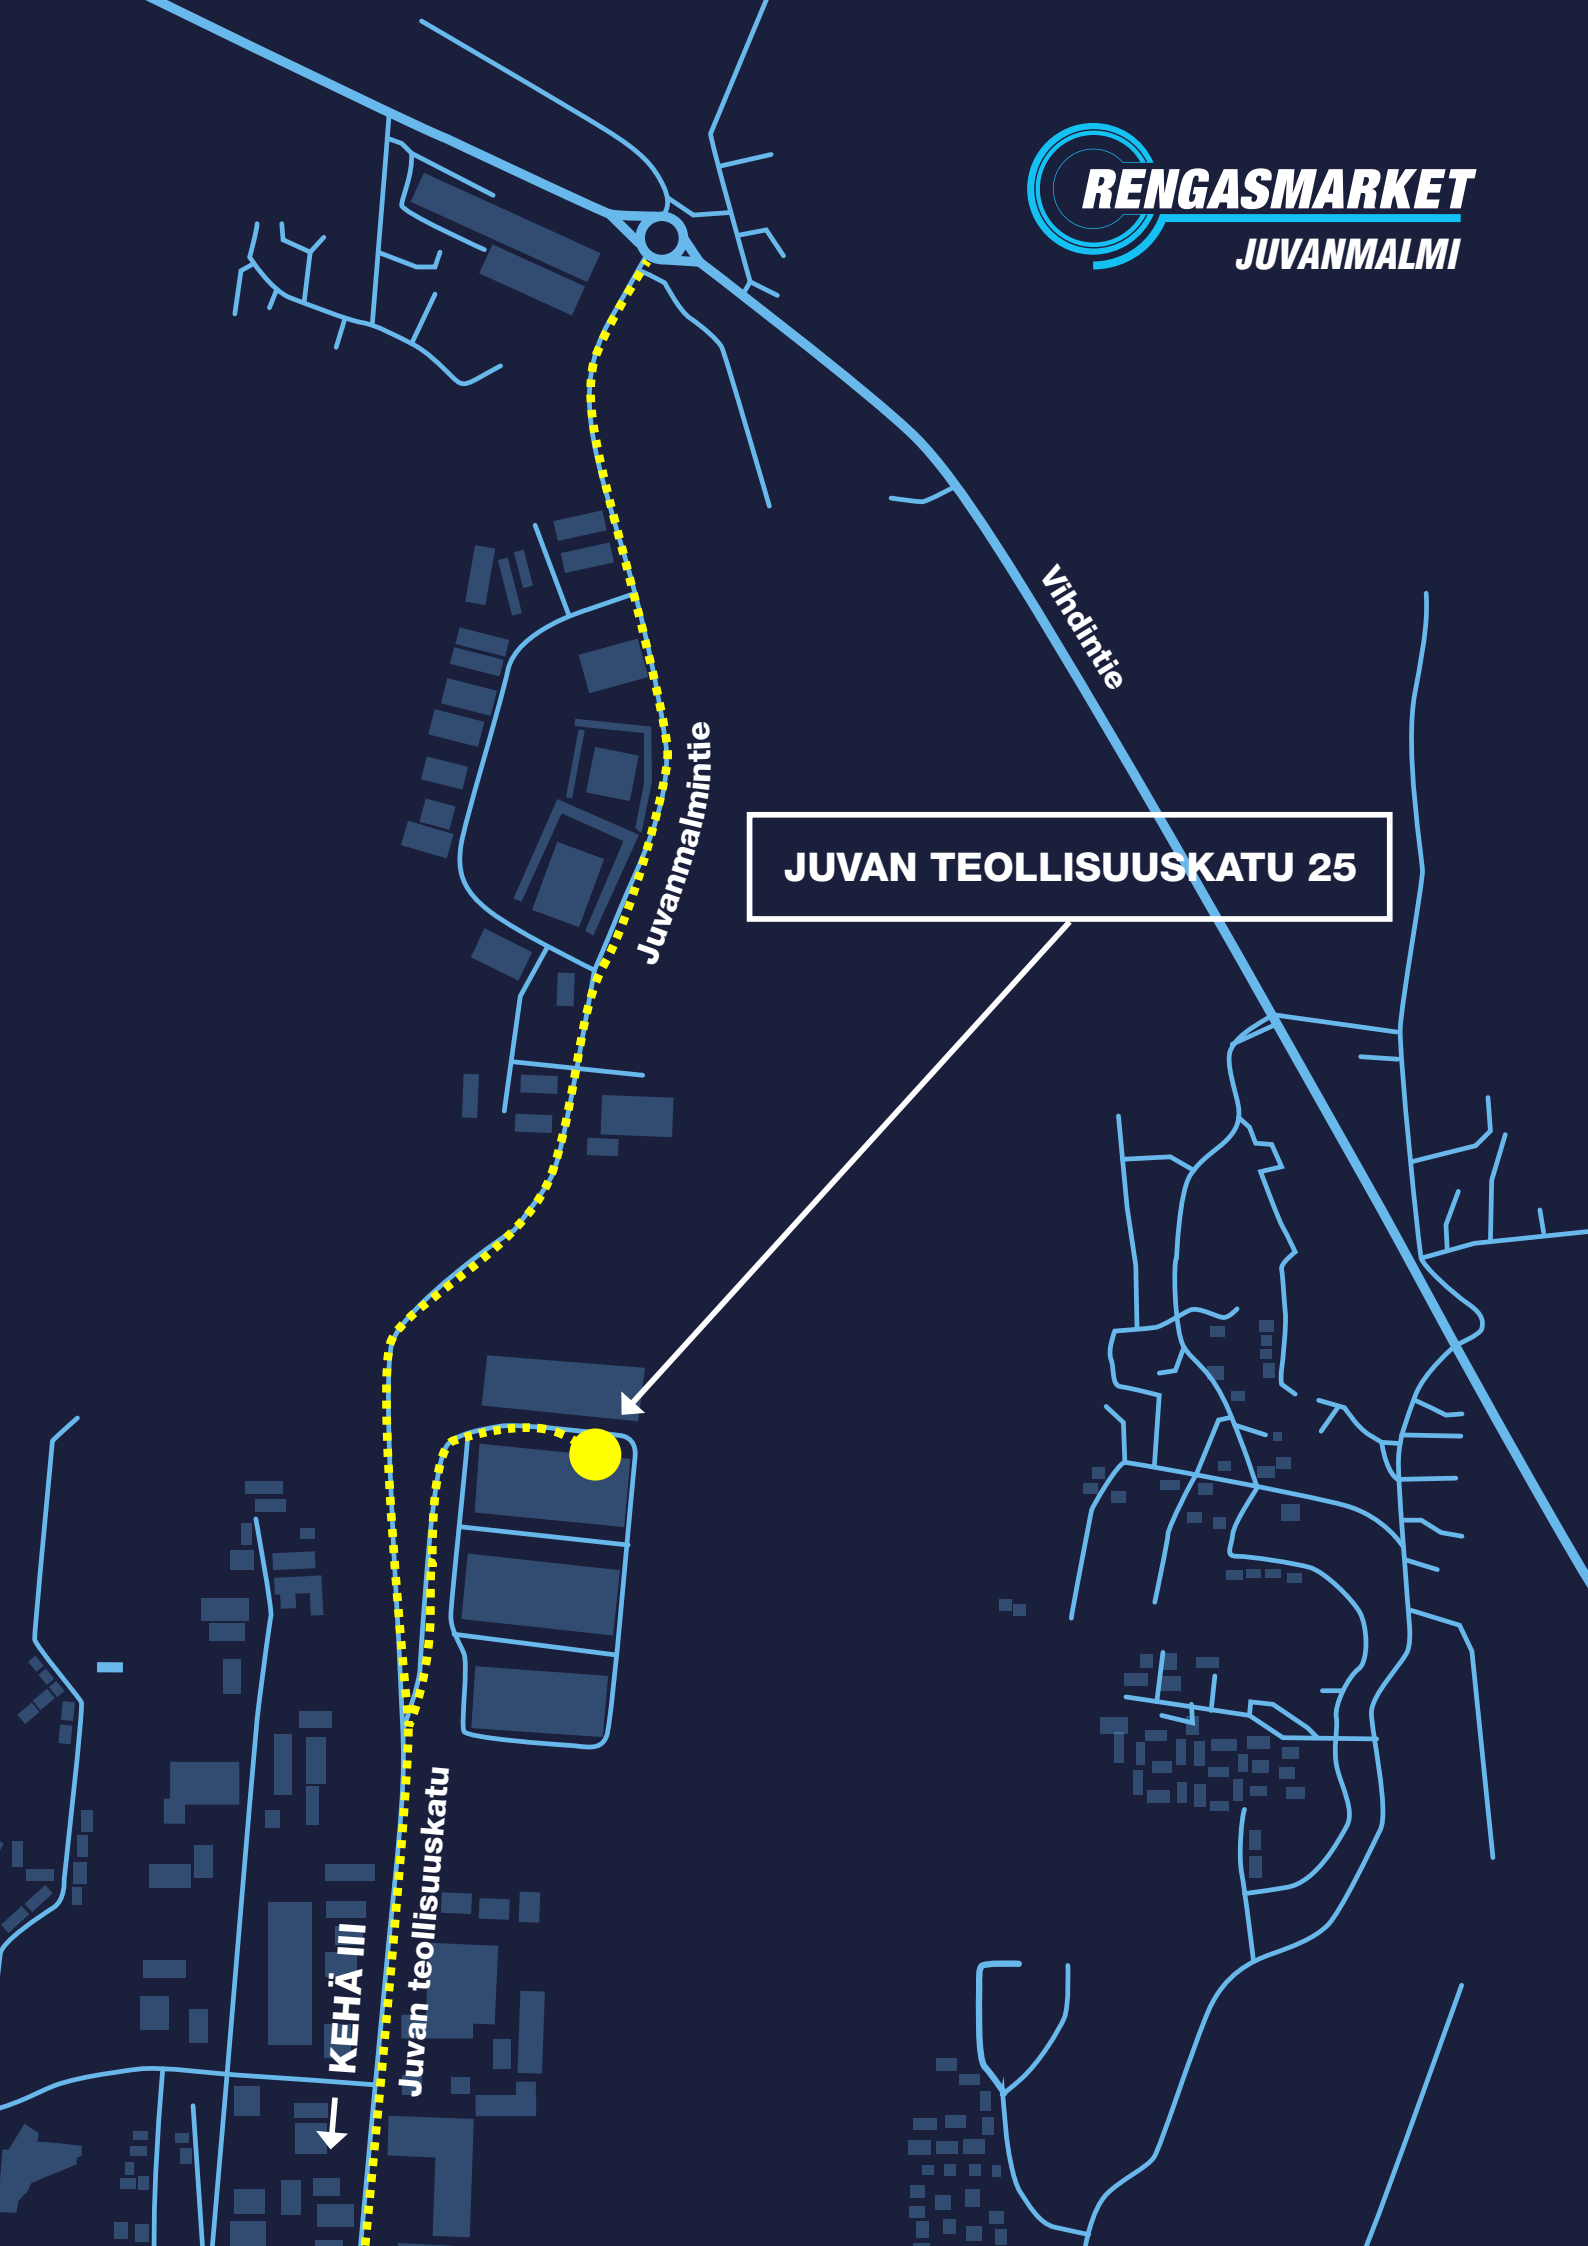 RENGASMARKET
JUVANMALMI
Vihdintie
Juvanmalmintie
JUVAN TEOLLISUUSKATU 25
Juvan teollisuuskatu
KEHÄ III